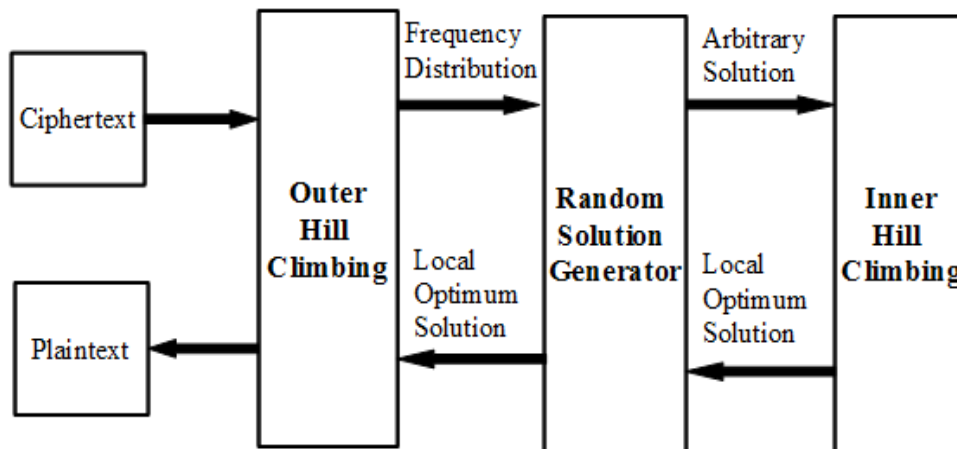 Ciphertext
Plaintext
Outer
Hill
Climbing
Frequency
Distribution
Local
Optimum
Solution
Random
Solution
Generator
Arbitrary
Solution
Local
Optimum
Solution
Inner
Hill
Climbing